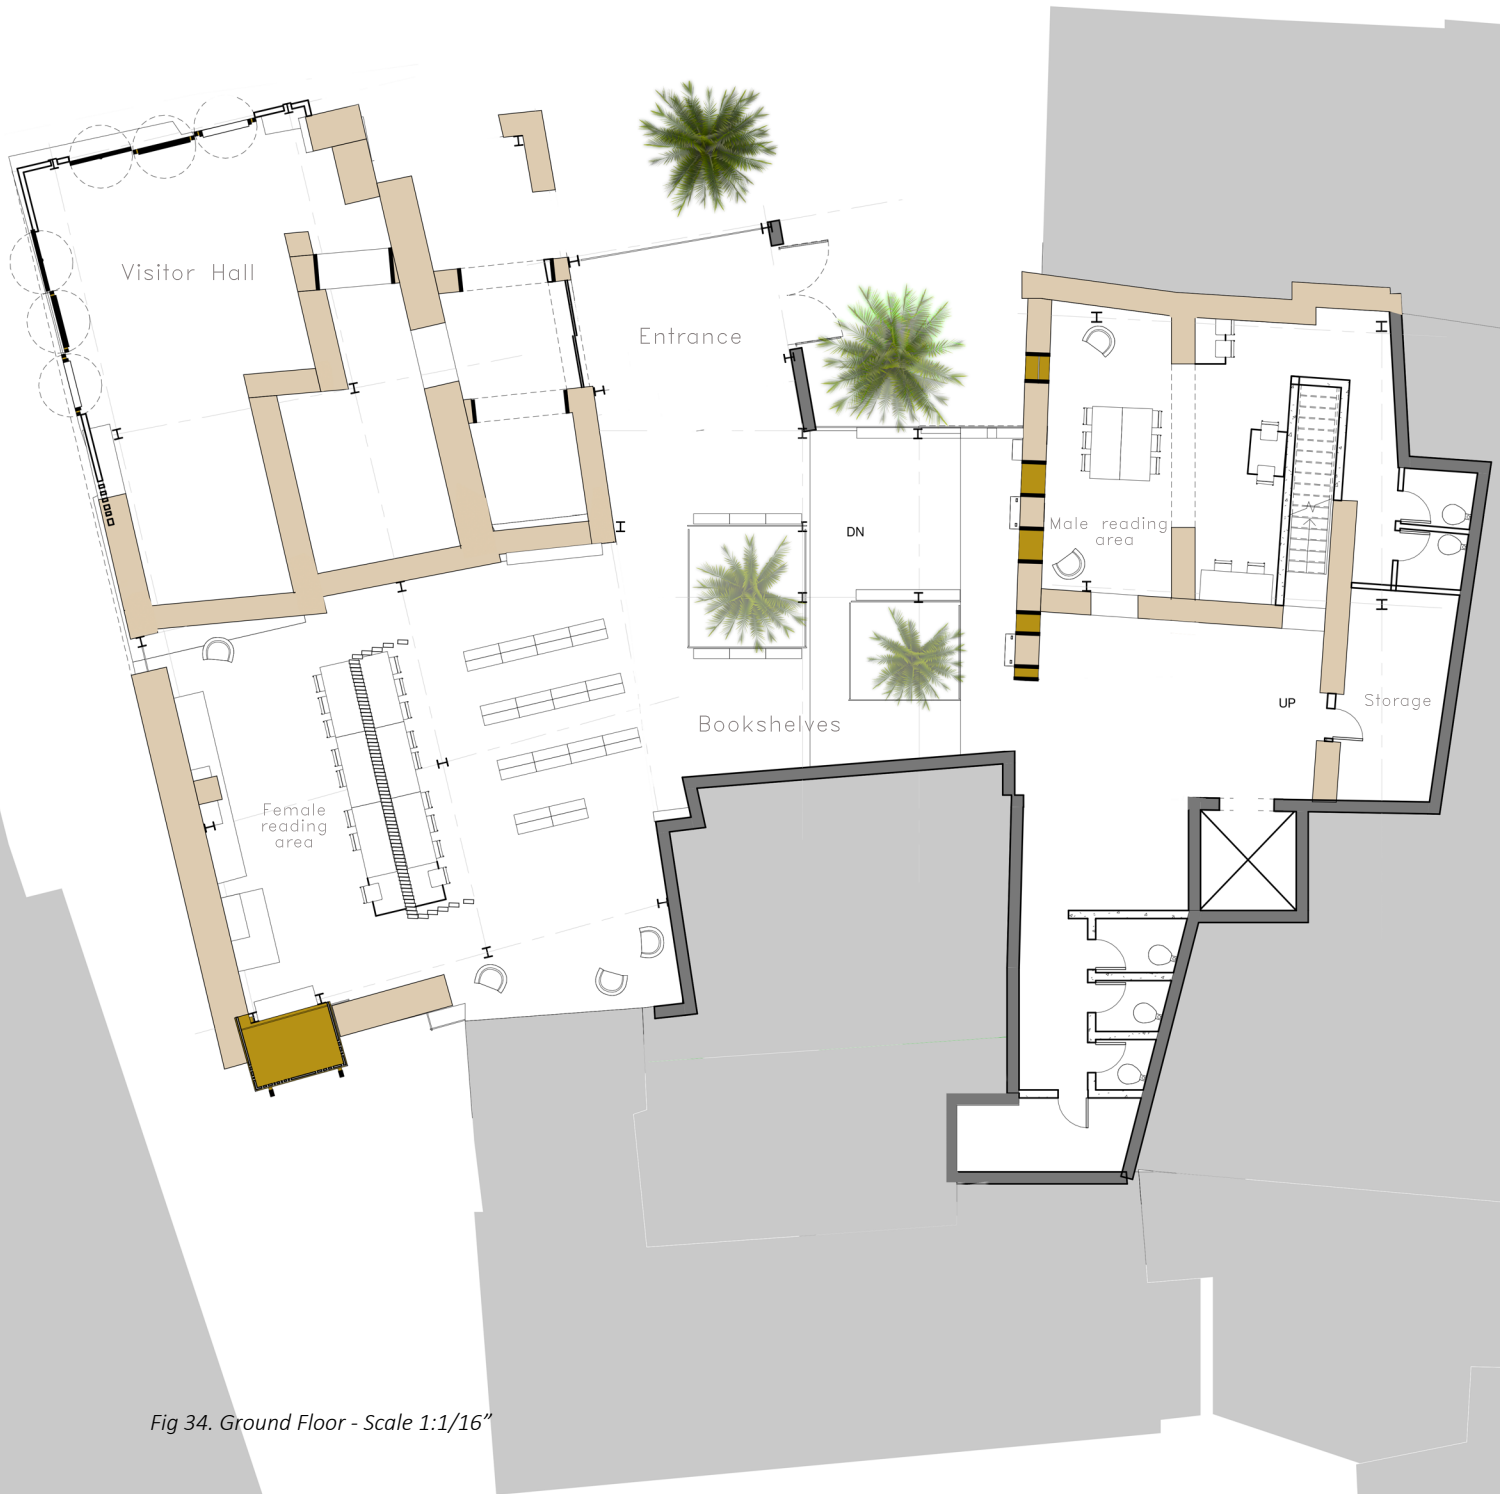 Visitor Hall
Entrance
DN
Male reading
area
UP
Storage
Bookshelves
Female
reading
area
Fig 34. Ground Floor - Scale 1:1/16”